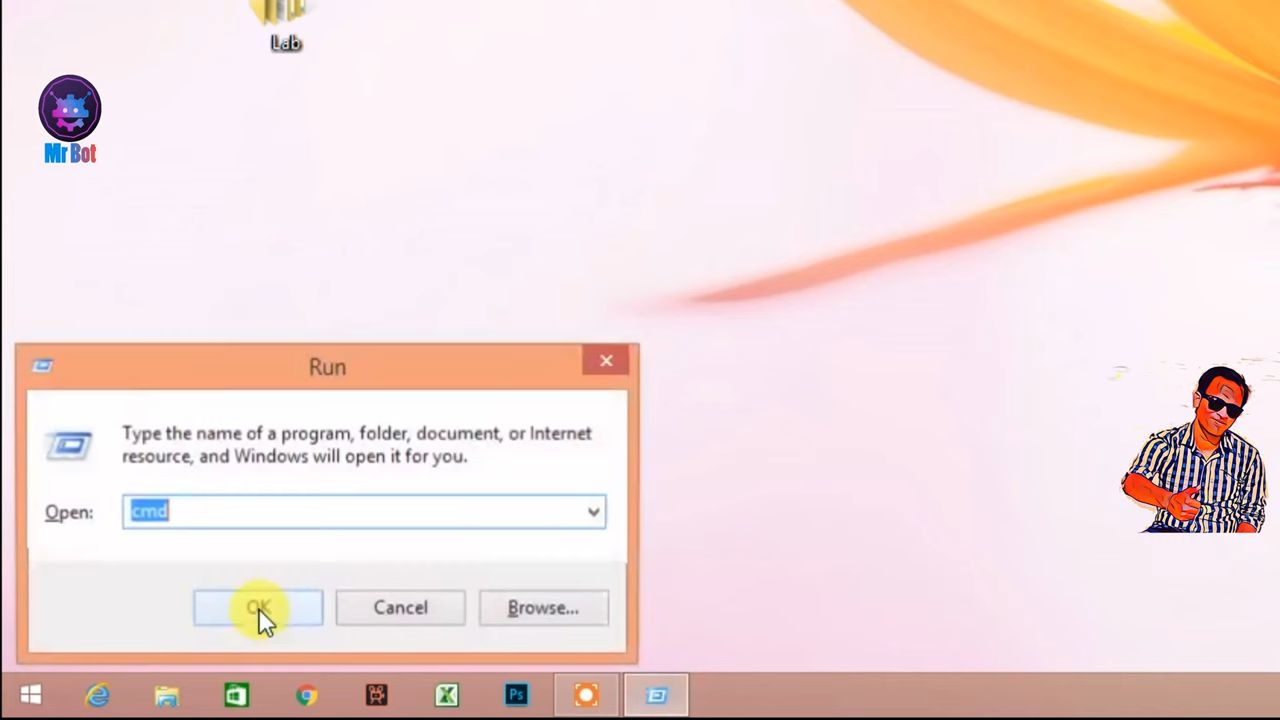 Lab
Mr Bot
Run
Type the name of a program, folder, document, or Internet
resource, and Windows will open it for you.
Open:
cmd
OK
Cancel
Browse...
Ps